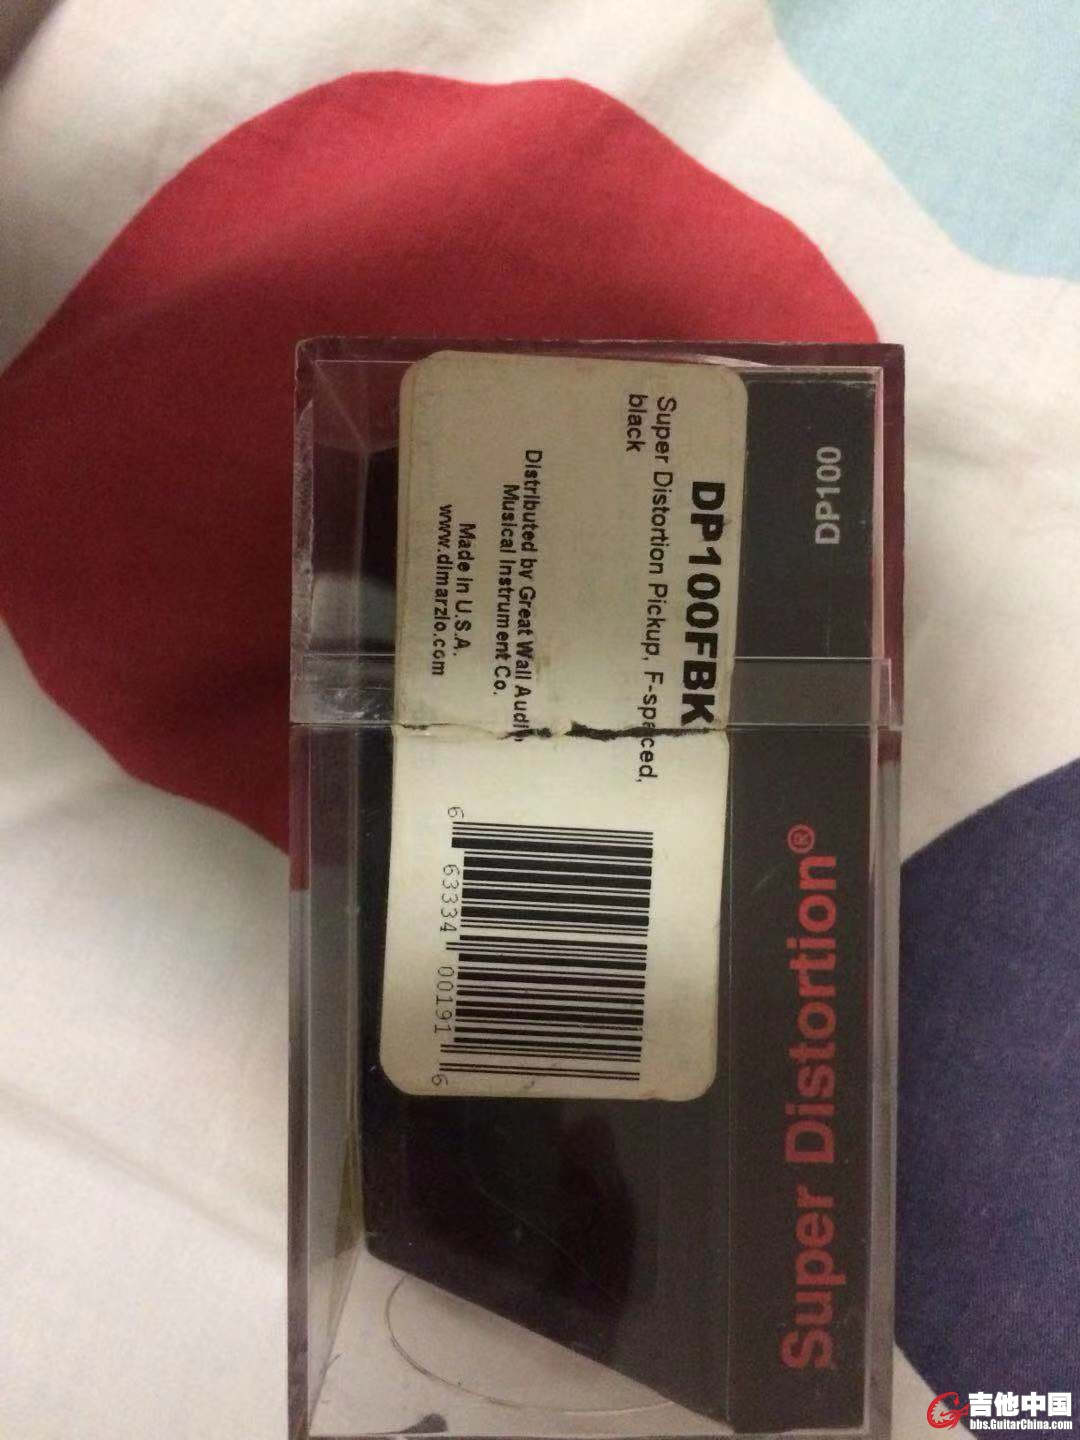 DP100FBK
Super Distortion Pickup, F-spaced,
black
Distributed by Great Wall Audio
Musical Instrument Co.
Made in U.S.A.
www.dimarzio.com
6 63334 00191 6
DP100
Super Distortion®
吉他中国
bbs.GuitarChina.com